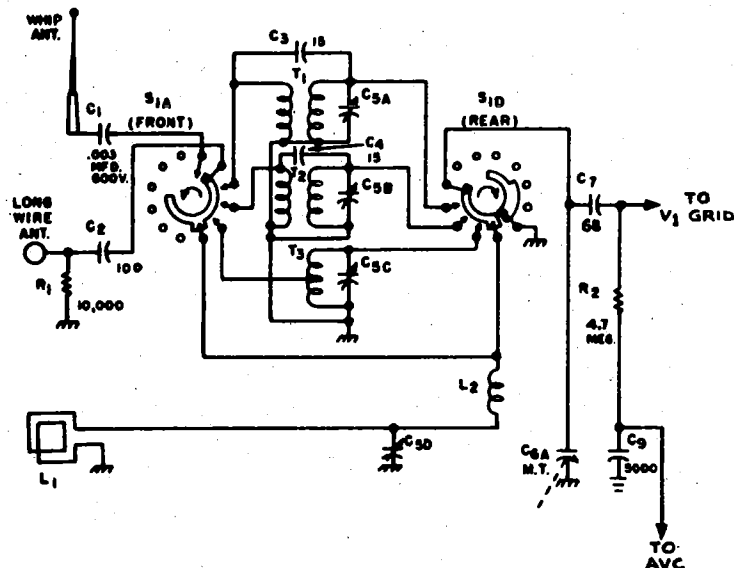 WHIP
ANT.
C1
.003
MFD.
600V.
S1A
(FRONT)
C3
15
T1
C5A
C4
15
T2
C5B
T3
C5C
S1D
(REAR)
C7
68
TO
V1 GRID
LONG
WIRE
ANT.
C2
100
R1
10,000
R2
4.7
MEG.
L2
L1
C5D
C6A
M.T.
C9
5000
TO
AVC